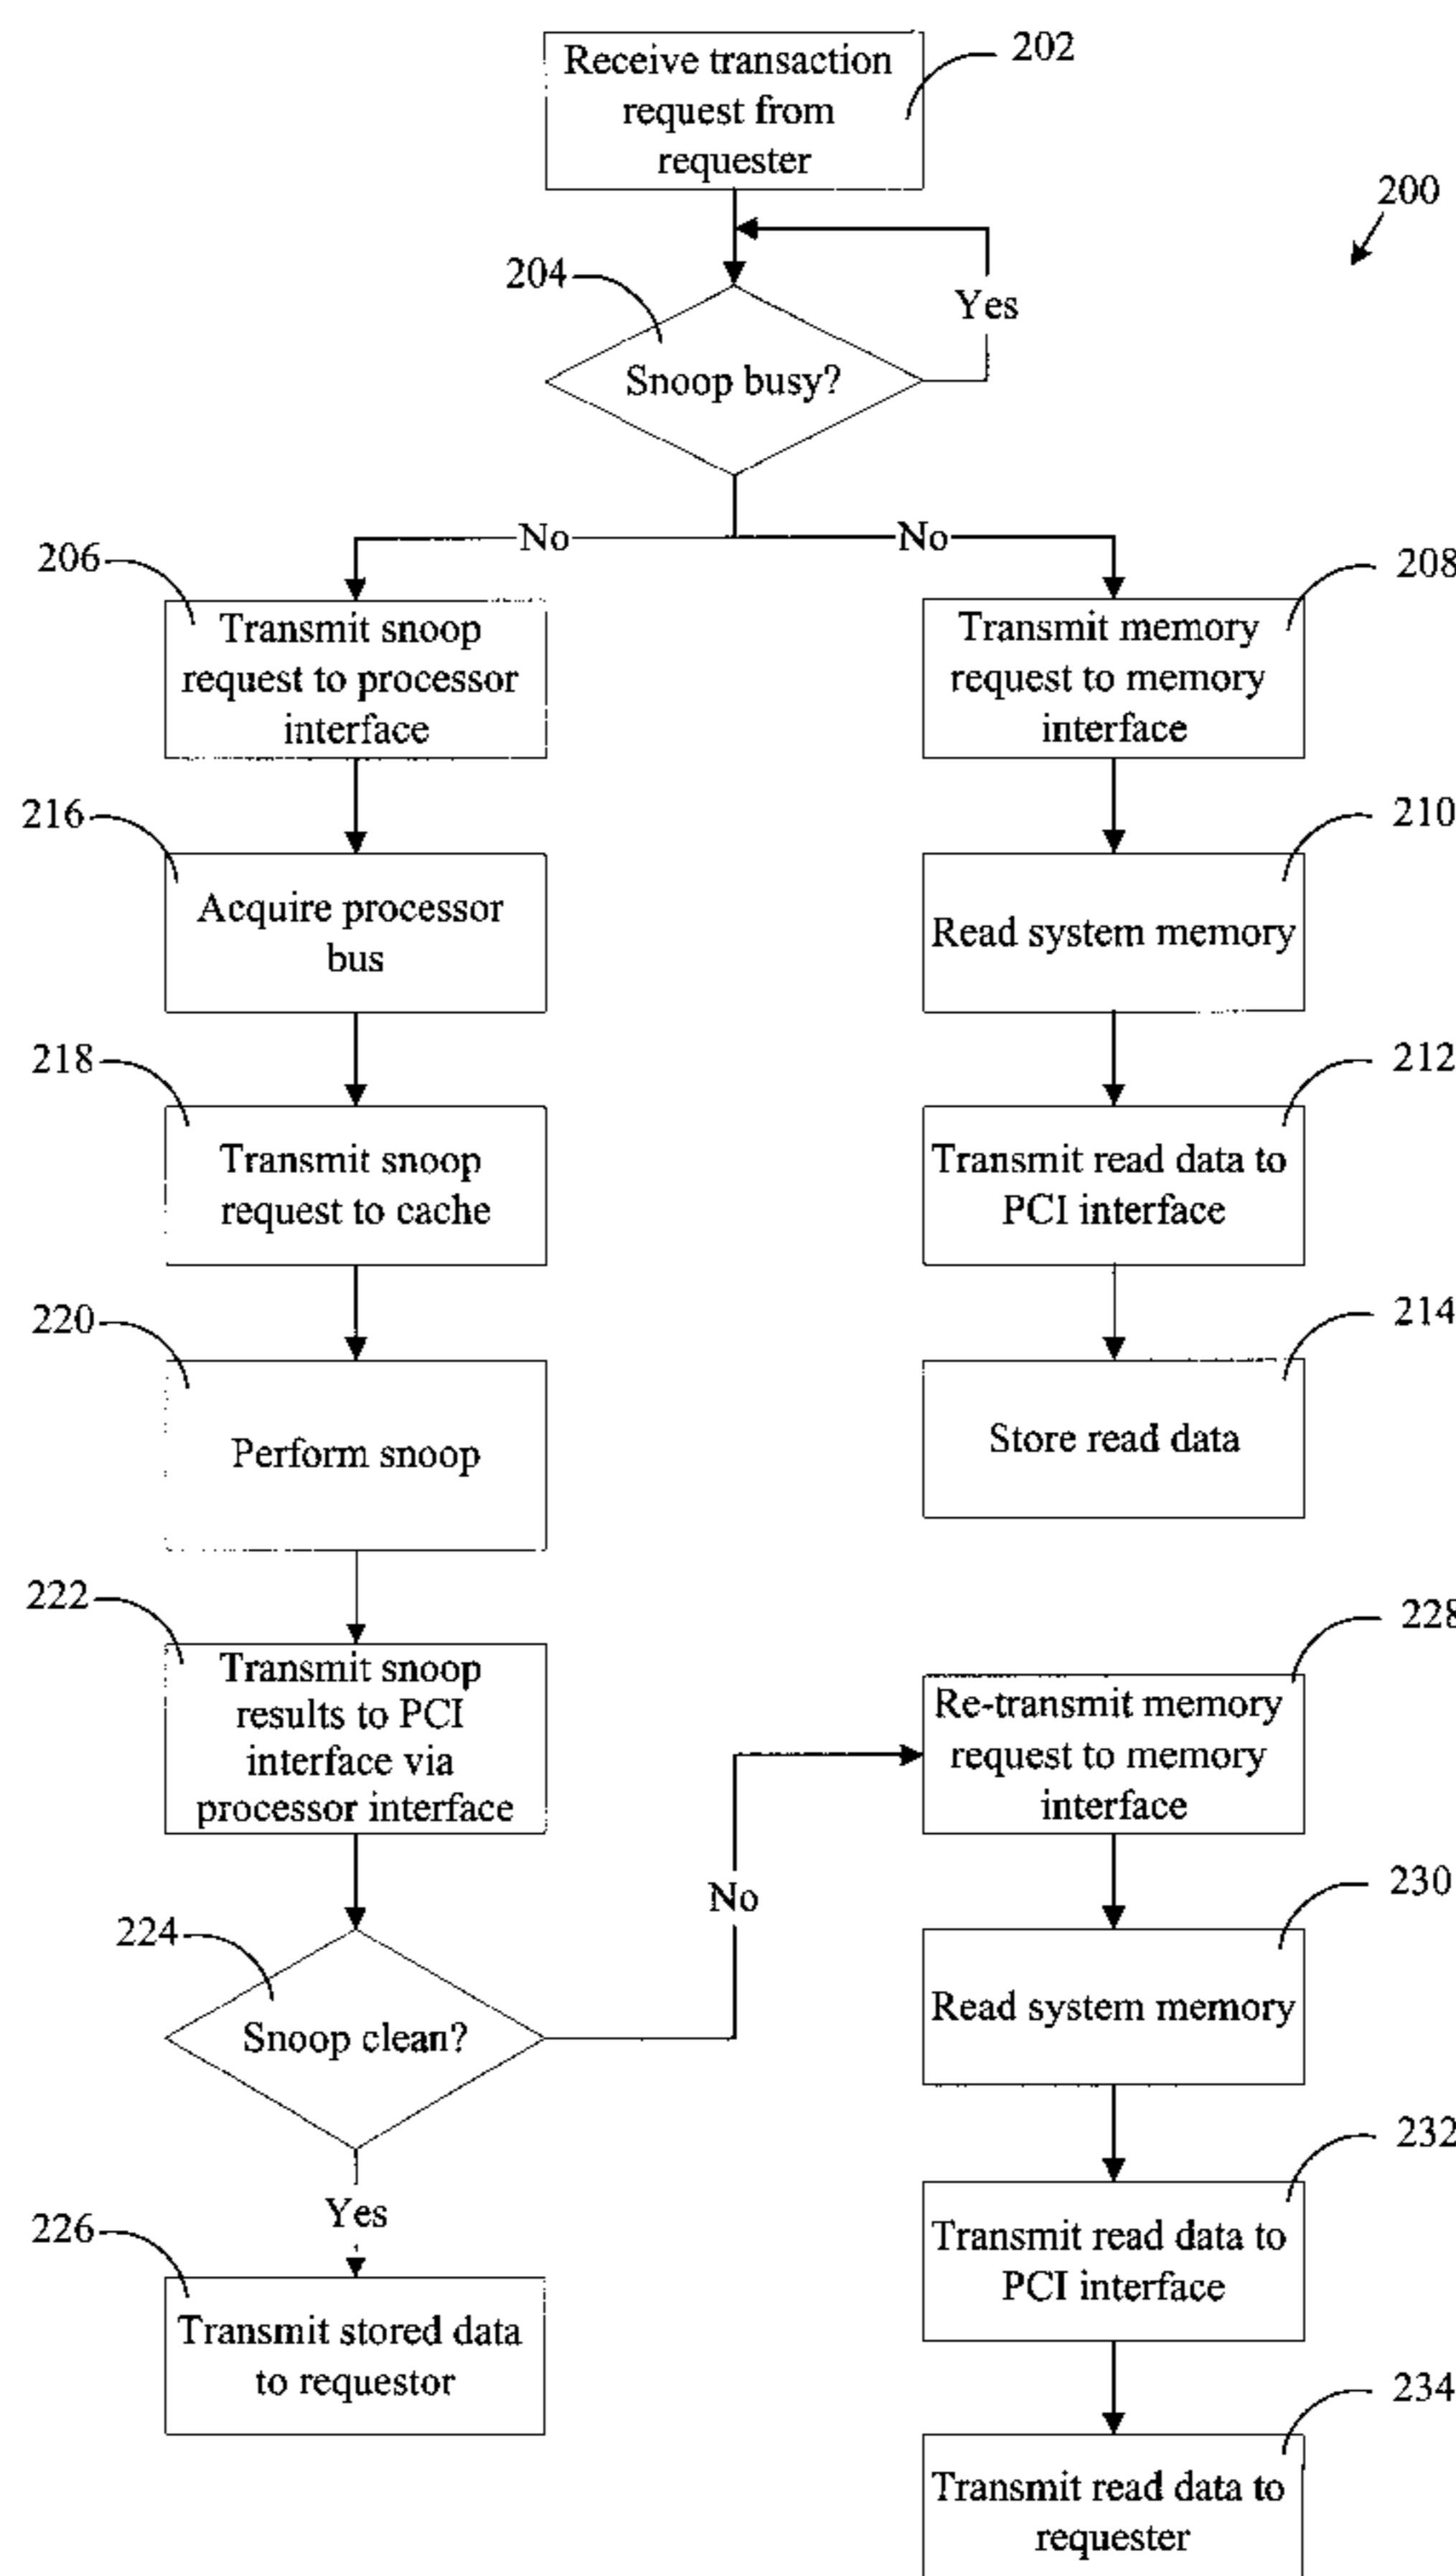 Receive transaction
request from
requester
202
200
204
Yes
Snoop busy?
No
No
206
Transmit snoop
request to processor
interface
208
Transmit memory
request to memory
interface
216
Acquire processor
bus
210
Read system memory
218
Transmit snoop
request to cache
212
Transmit read data to
PCI interface
220
Perform snoop
214
Store read data
222
Transmit snoop
results to PCI
interface via
processor interface
228
Re-transmit memory
request to memory
interface
No
224
Snoop clean?
230
Read system memory
Yes
226
Transmit stored data
to requestor
232
Transmit read data to
PCI interface
234
Transmit read data to
requester